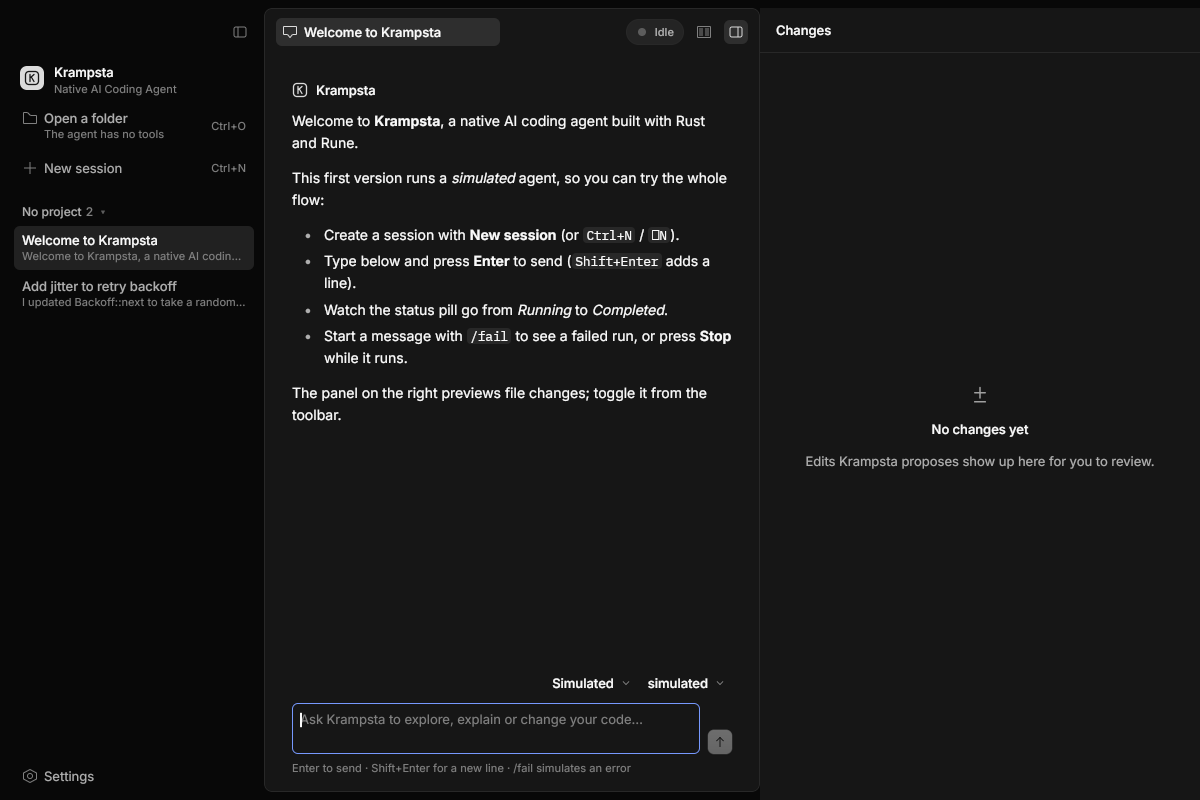 Krampsta
Native AI Coding Agent
Open a folder
The agent has no tools
Ctrl+O
New session
Ctrl+N
No project 2
Welcome to Krampsta
Welcome to Krampsta, a native AI codin...
Add jitter to retry backoff
I updated Backoff::next to take a random...
Settings
Welcome to Krampsta
Idle
Krampsta
Welcome to Krampsta, a native AI coding agent built with Rust
and Rune.
This first version runs a simulated agent, so you can try the whole
flow:
• Create a session with New session (or Ctrl+N / N).
• Type below and press Enter to send ( Shift+Enter adds a
line).
• Watch the status pill go from Running to Completed.
• Start a message with /fail to see a failed run, or press Stop
while it runs.
The panel on the right previews file changes; toggle it from the
toolbar.
Simulated
simulated
Ask Krampsta to explore, explain or change your code...
Enter to send · Shift+Enter for a new line · /fail simulates an error
Changes
No changes yet
Edits Krampsta proposes show up here for you to review.